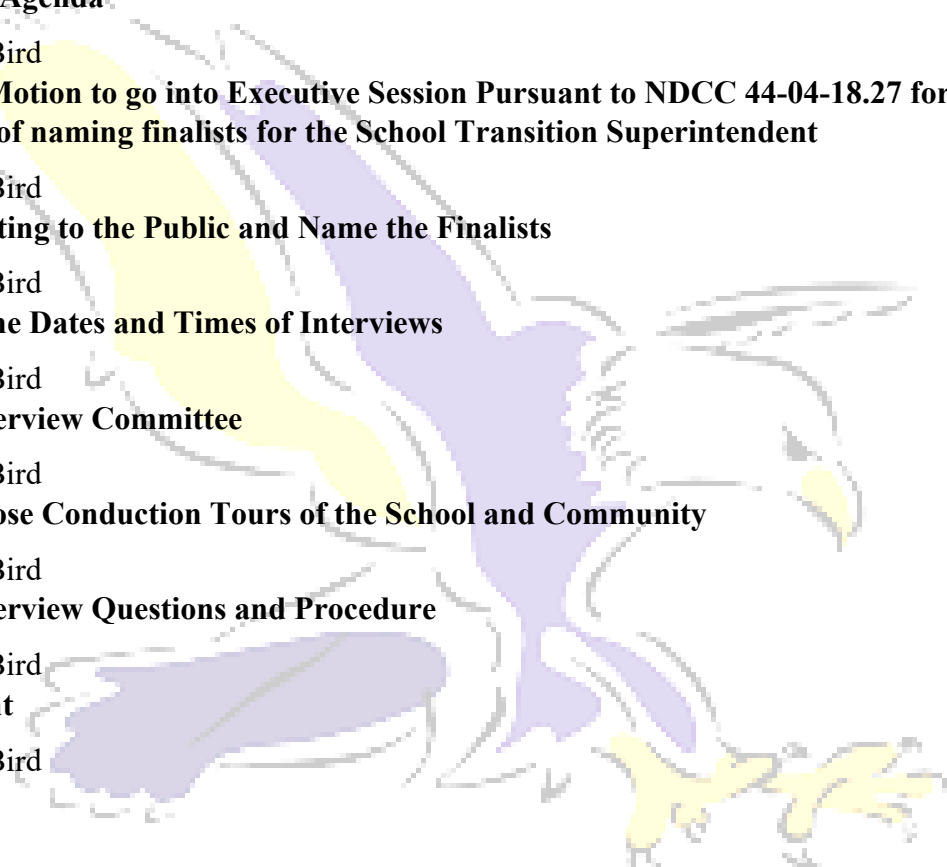 Agenda
Bird
Motion to go into Executive Session Pursuant to NDCC 44-04-18.27 for
of naming finalists for the School Transition Superintendent
Bird
ting to the Public and Name the Finalists
Bird
ne Dates and Times of Interviews
Bird
erview Committee
Bird
ose Conduction Tours of the School and Community
Bird
erview Questions and Procedure
Bird
t
Bird